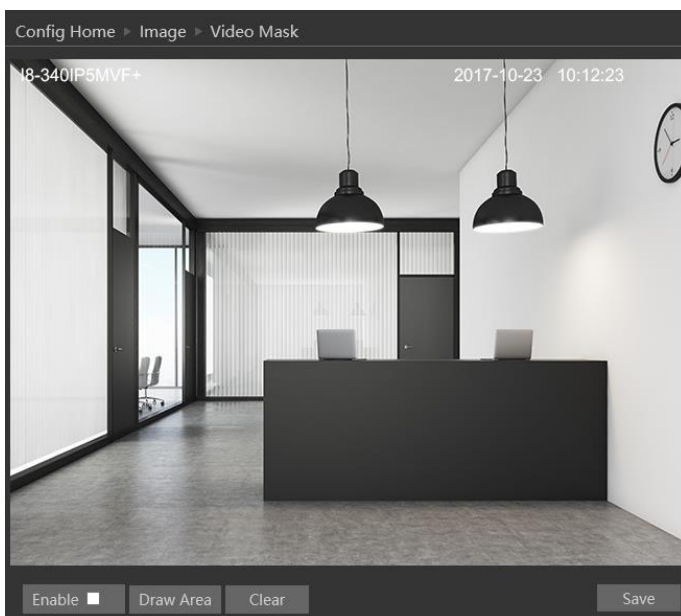 Config Home ▶ Image ▶ Video Mask
I8-340IP5MVF+ 2017-10-23 10:12:23
Enable Draw Area Clear Save